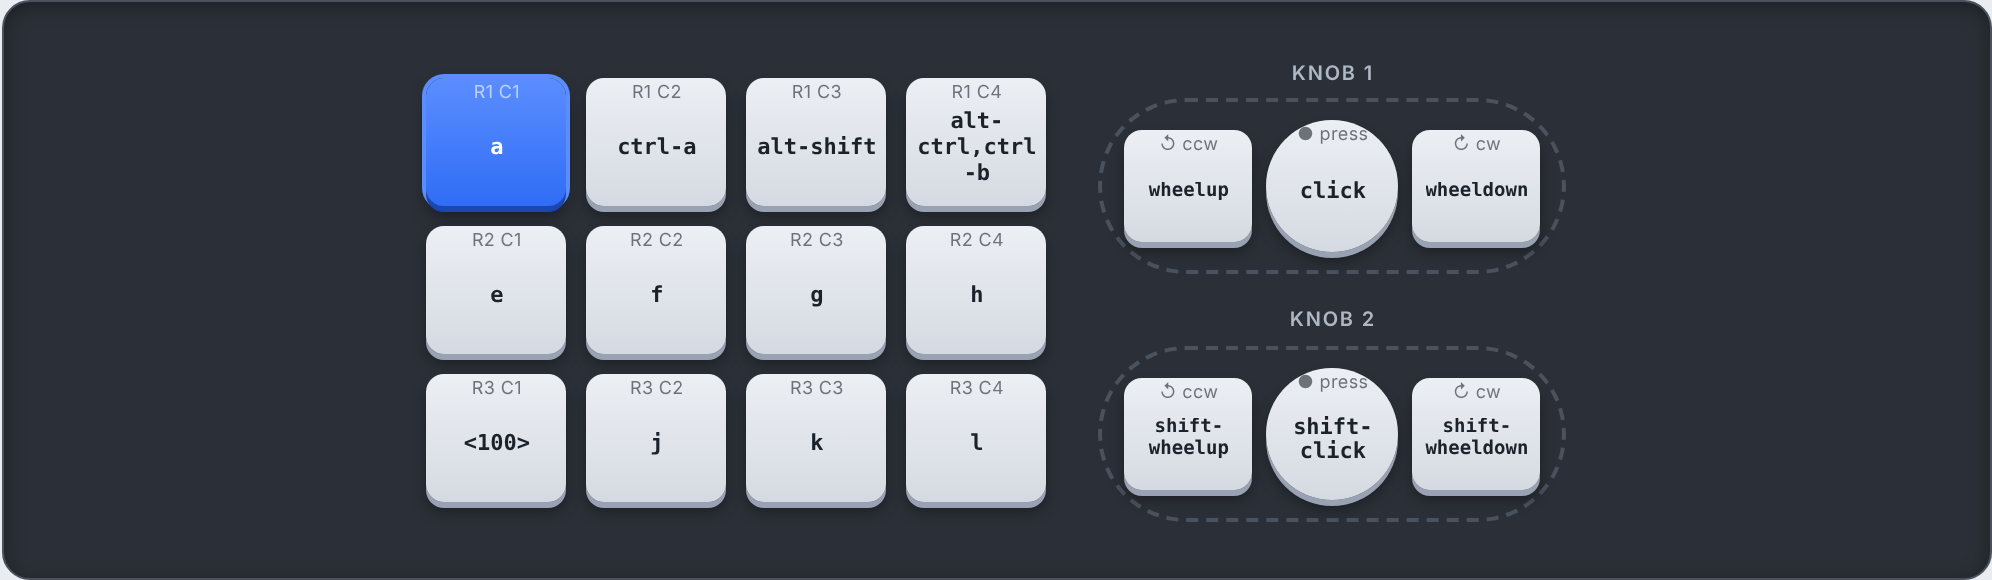 R1 C1
a
R1 C2
ctrl-a
R1 C3
alt-shift
R1 C4
alt-
ctrl,ctrl
-b
R2 C1
e
R2 C2
f
R2 C3
g
R2 C4
h
R3 C1
<100>
R3 C2
j
R3 C3
k
R3 C4
l
KNOB 1
↺ ccw
wheelup
● press
click
↻ cw
wheeldown
KNOB 2
↺ ccw
shift-
wheelup
● press
shift-
click
↻ cw
shift-
wheeldown